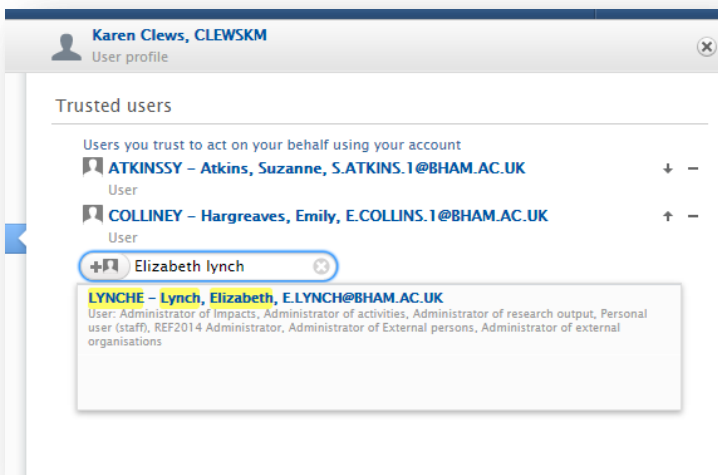 Karen Clews, CLEWSKM
User profile
Trusted users
Users you trust to act on your behalf using your account
ATKINSSY – Atkins, Suzanne, S.ATKINS.1@BHAM.AC.UK
User
COLLINEY – Hargreaves, Emily, E.COLLINS.1@BHAM.AC.UK
User
Elizabeth lynch
LYNCHE – Lynch, Elizabeth, E.LYNCH@BHAM.AC.UK
User: Administrator of Impacts, Administrator of activities, Administrator of research output, Personal
user (staff), REF2014 Administrator, Administrator of External persons, Administrator of external
organisations